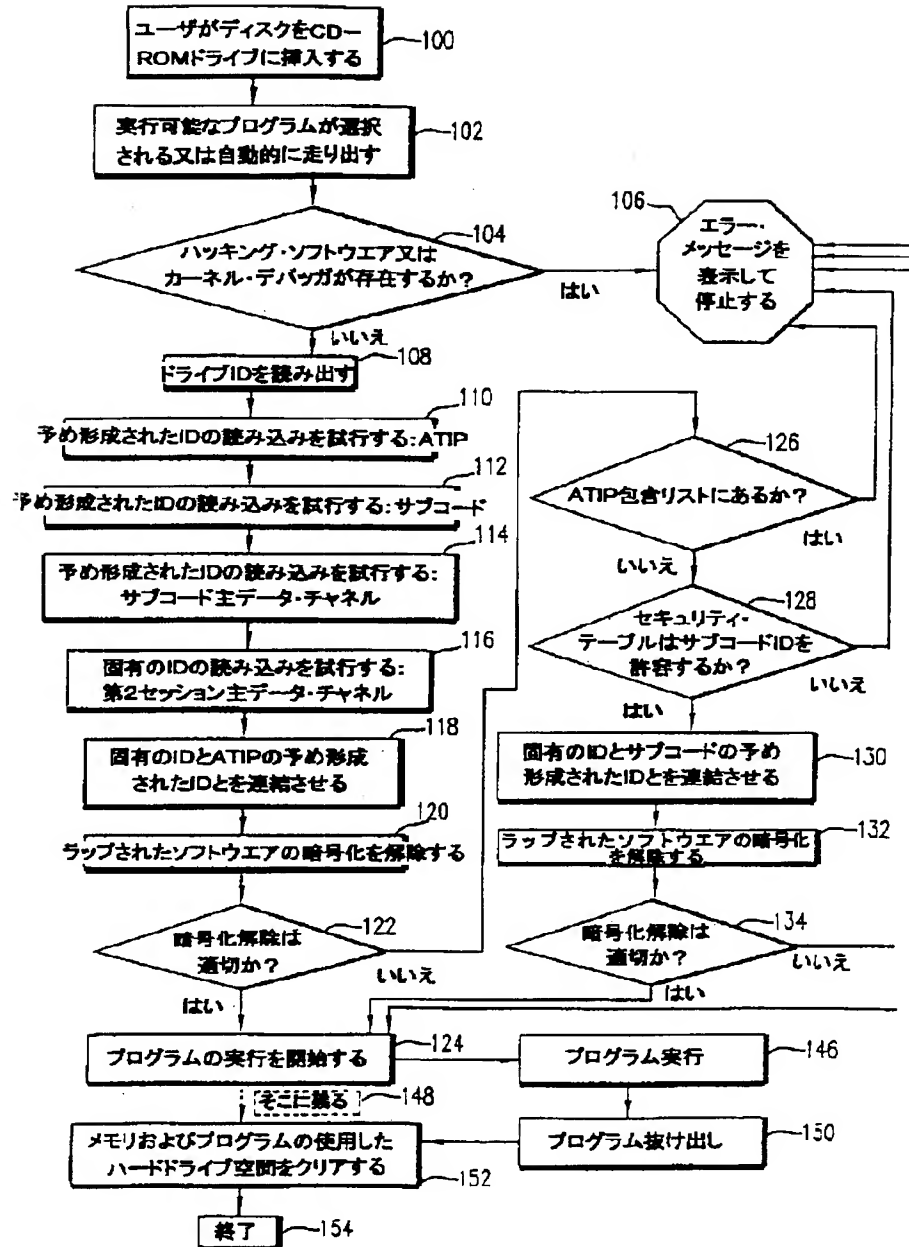 ユーザがディスクをCD-
ROMドライブに挿入する
100
実行可能なプログラムが選択
される又は自動的に走り出す
102
ハッキング・ソフトウエア又は
カーネル・デバッガが存在するか?
104
はい
いいえ
106
エラー・
メッセージを
表示して
停止する
ドライブIDを読み出す
108
110
予め形成されたIDの読み込みを試行する:ATIP
112
予め形成されたIDの読み込みを試行する:サブコード
114
予め形成されたIDの読み込みを試行する:
サブコード主データ・チャネル
116
固有のIDの読み込みを試行する:
第2セッション主データ・チャネル
118
固有のIDとATIPの予め形成
されたIDとを連結させる
120
ラップされたソフトウエアの暗号化を解除する
122
暗号化解除は
適切か?
いいえ
はい
プログラムの実行を開始する
124
126
ATIP包含リストにあるか?
はい
いいえ
128
セキュリティ・
テーブルはサブコードIDを
許容するか?
いいえ
はい
固有のIDとサブコードの予め
形成されたIDとを連結させる
130
ラップされたソフトウエアの暗号化
を解除する
132
134
暗号化解除は
適切か?
いいえ
はい
プログラム実行
146
そこに残る
148
プログラム抜け出し
150
メモリおよびプログラムの使用した
ハードドライブ空間をクリアする
152
終了
154